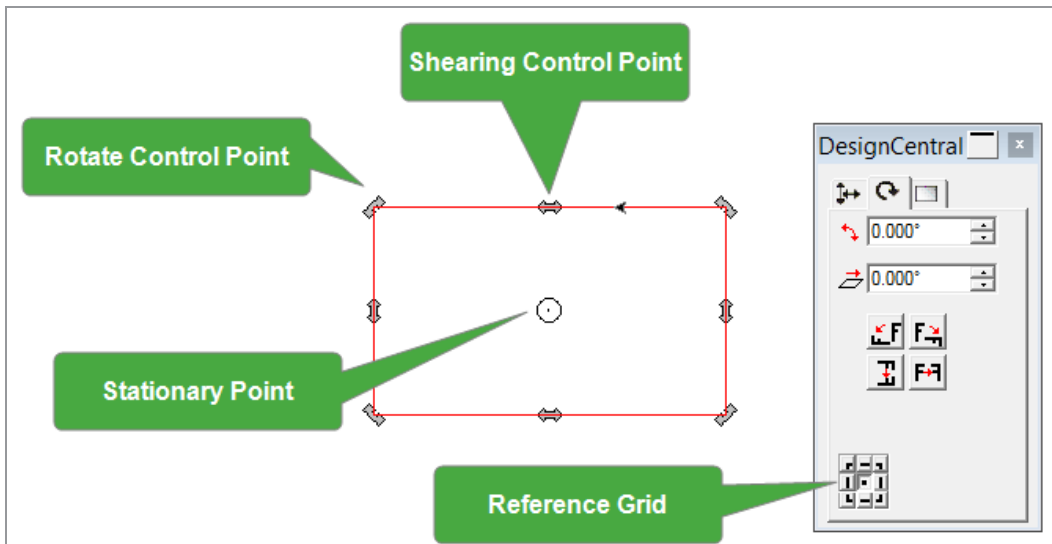 Shearing Control Point
Rotate Control Point
DesignCentral
x
0.000°
0.000°
Stationary Point
Reference Grid